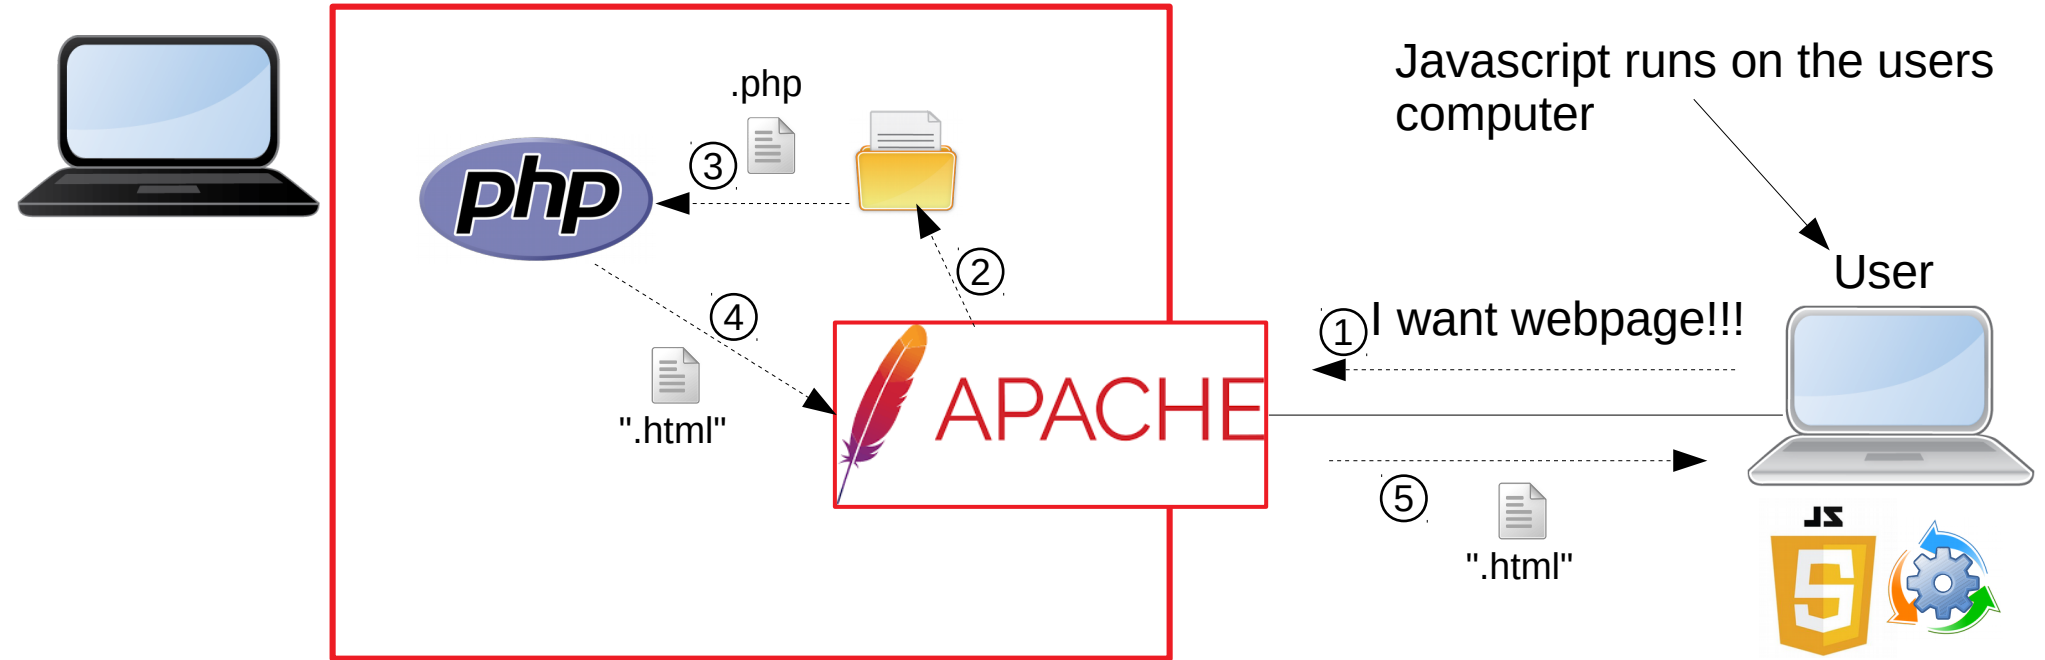 .php
php
3
2
4
".html"
APACHE
Javascript runs on the users
computer
User
1
I want webpage!!!
5
".html"
JS
5